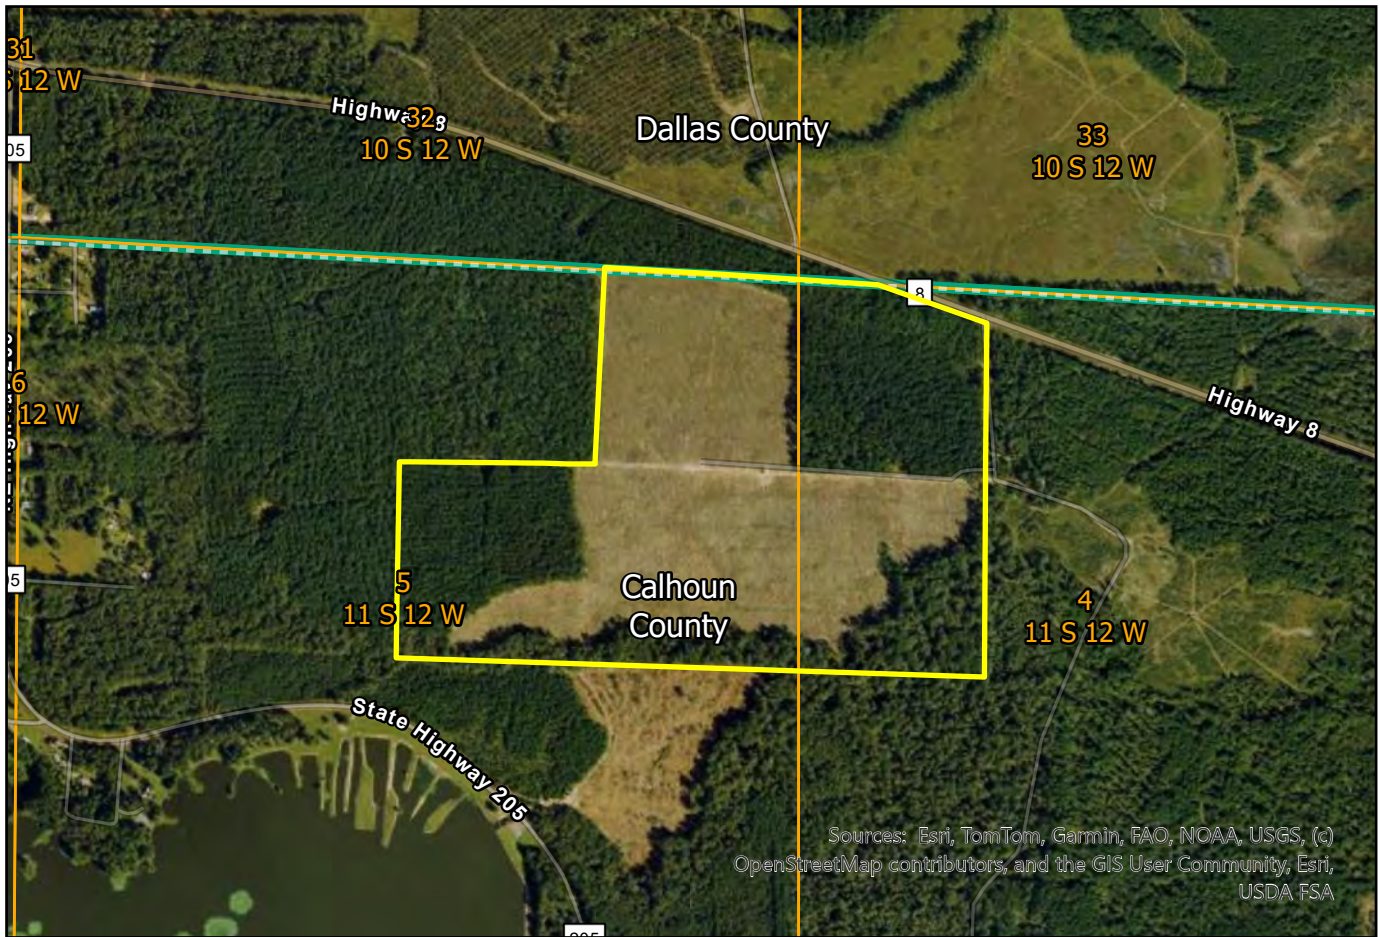 31
S 12 W
Highway 8
32
10 S 12 W
Dallas County
33
10 S 12 W
05
8
6
12 W
Highway 8
05
5
11 S 12 W
Calhoun
County
4
11 S 12 W
State Highway 205
Sources: Esri, TomTom, Garmin, FAO, NOAA, USGS, (c)
OpenStreetMap contributors, and the GIS User Community, Esri,
USDA FSA
205